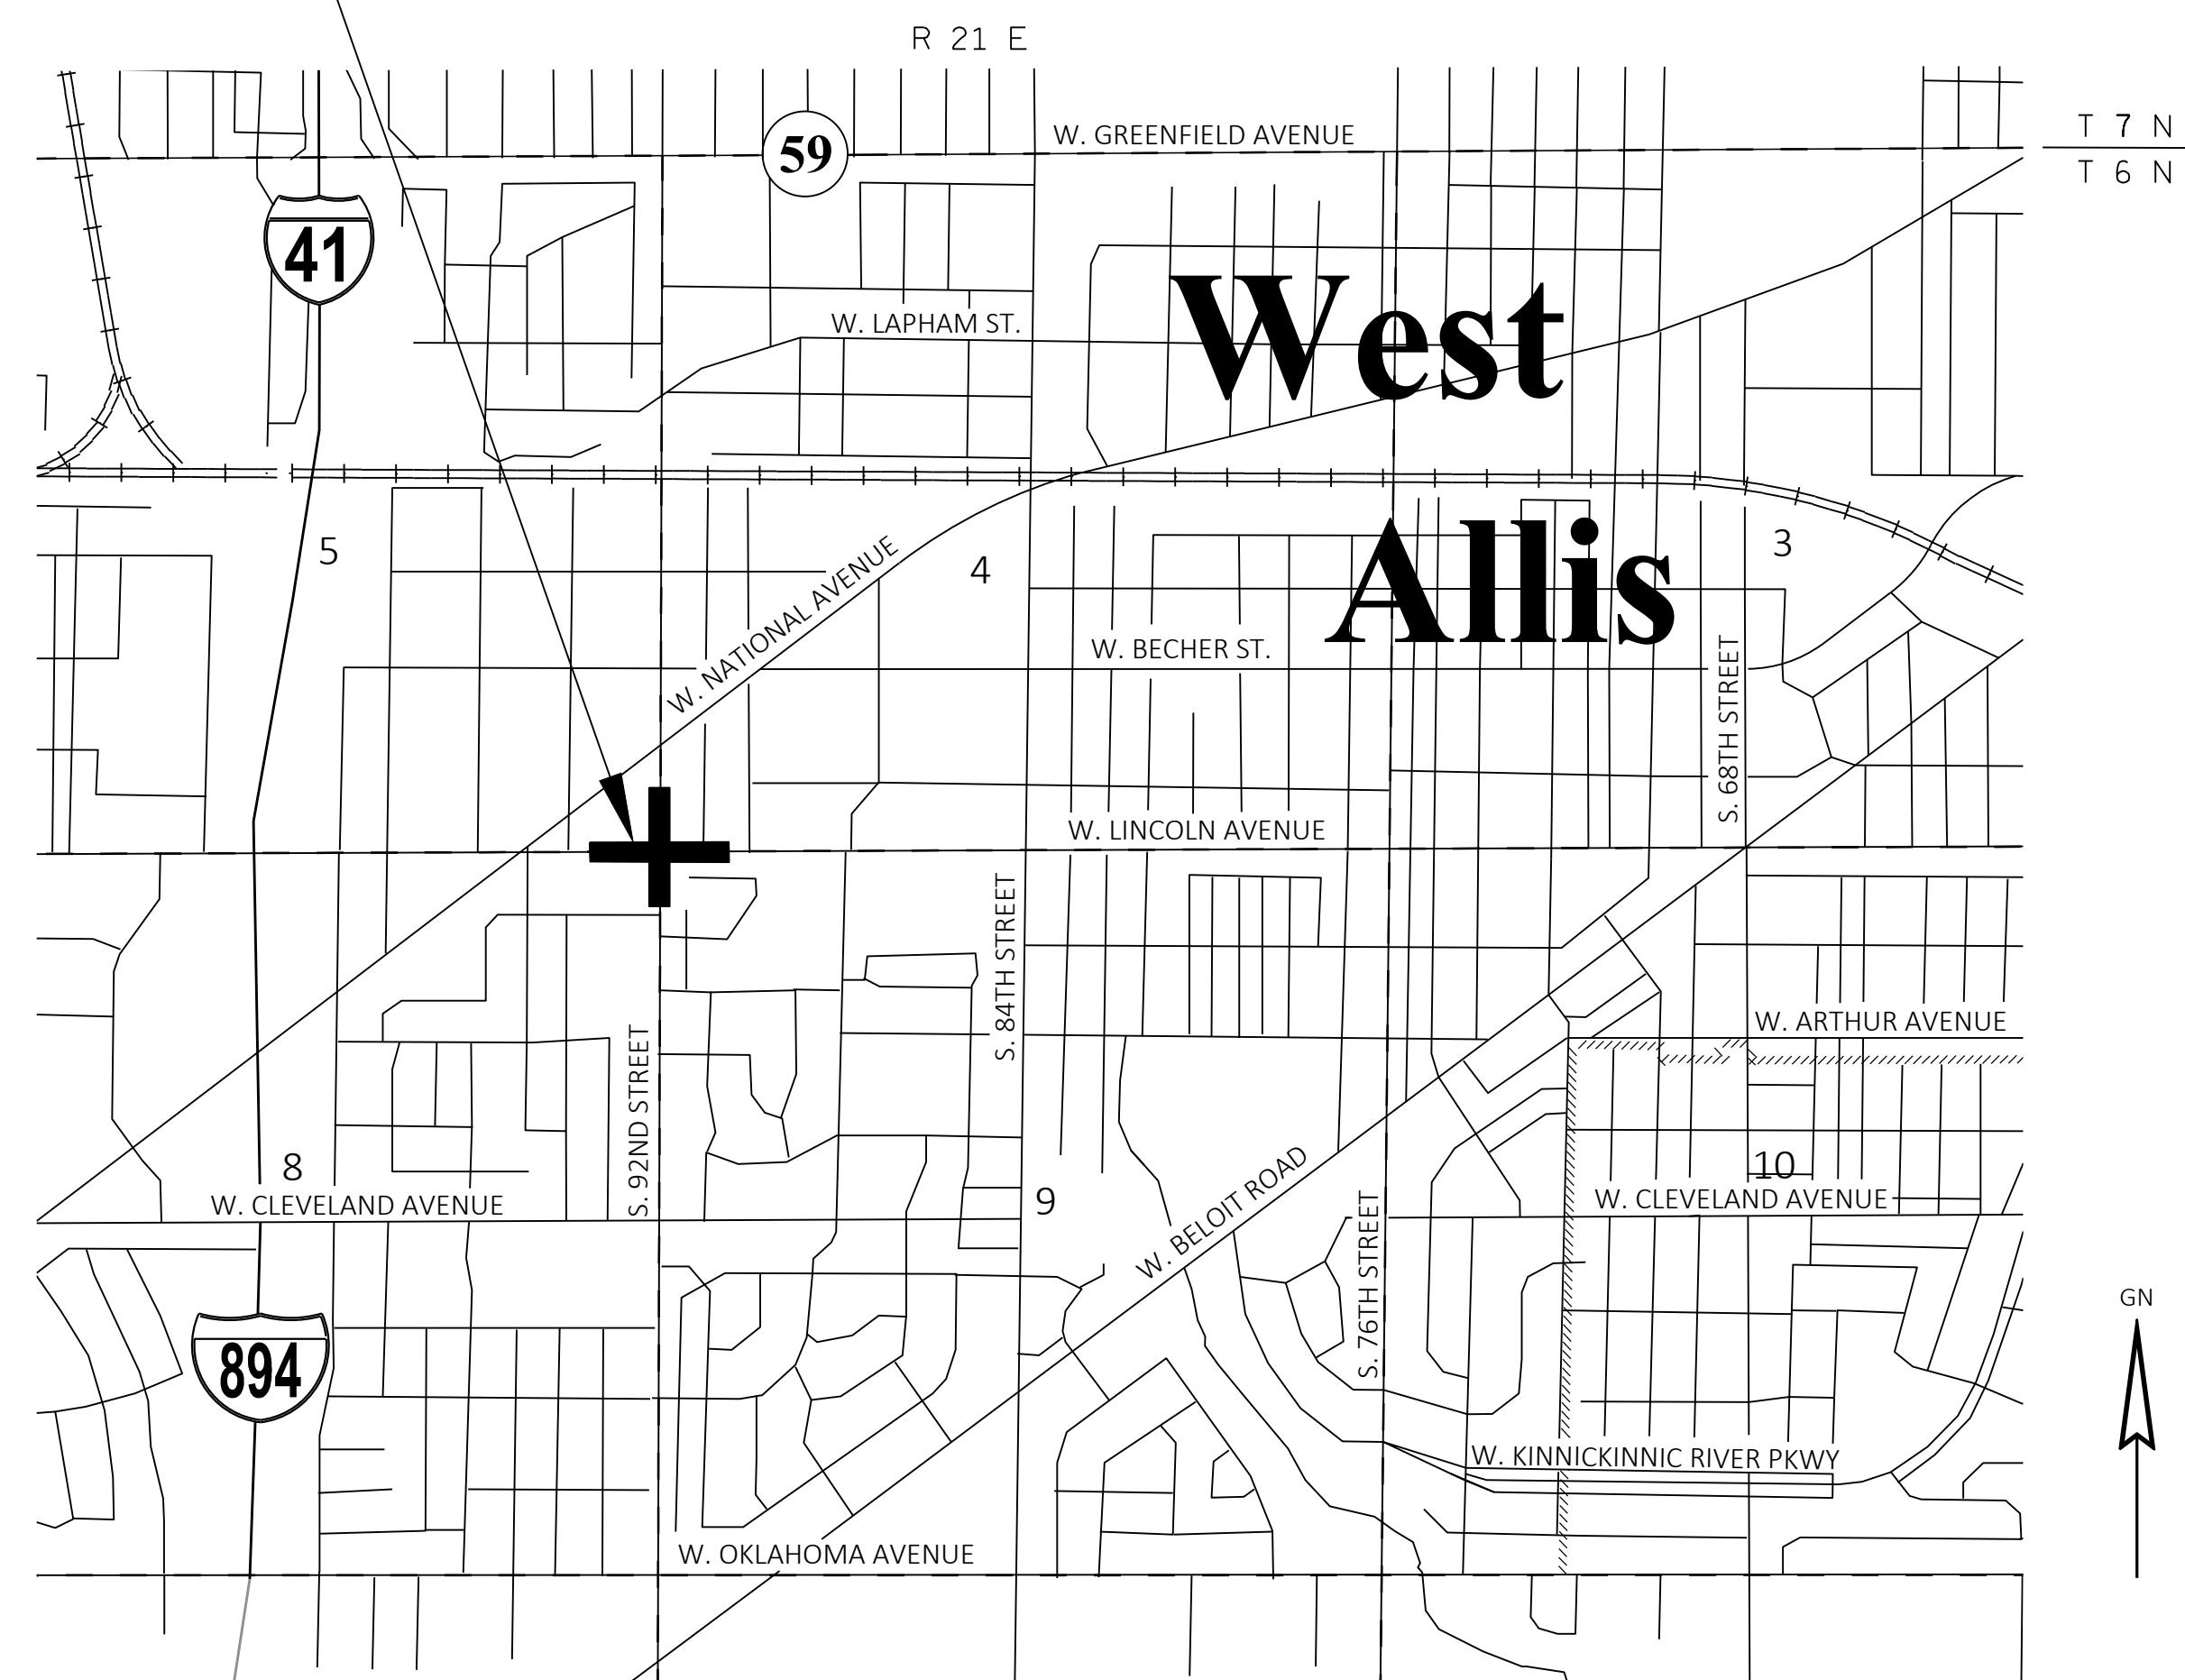 R 21 E
W. GREENFIELD AVENUE
T 7 N
59
T 6 N
41
W. LAPHAM ST.
West
5
4
3
W. NATIONAL AVENUE
Allis
W. BECHER ST.
S. 68TH STREET
W. LINCOLN AVENUE
S. 84TH STREET
W. ARTHUR AVENUE
S. 92ND STREET
8
10
W. CLEVELAND AVENUE
9
W. BELOIT ROAD
W. CLEVELAND AVENUE
S. 76TH STREET
GN
894
W. KINNICKINNIC RIVER PKWY
W. OKLAHOMA AVENUE